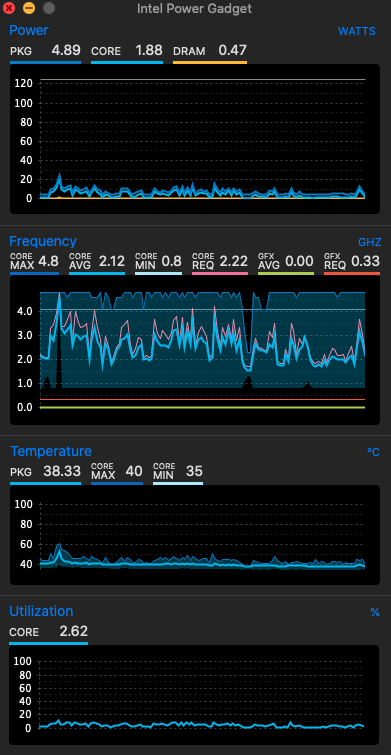 Intel Power Gadget
Power WATTS
PKG 4.89 CORE 1.88 DRAM 0.47
120
100
80
60
40
20
0
Frequency GHZ
CORE MAX 4.8 CORE AVG 2.12 CORE MIN 0.8 CORE REQ 2.22 GFX AVG 0.00 GFX REQ 0.33
4.0
3.0
2.0
1.0
0.0
Temperature °C
PKG 38.33 CORE MAX 40 CORE MIN 35
100
80
60
40
Utilization %
CORE 2.62
100
80
60
40
20
0